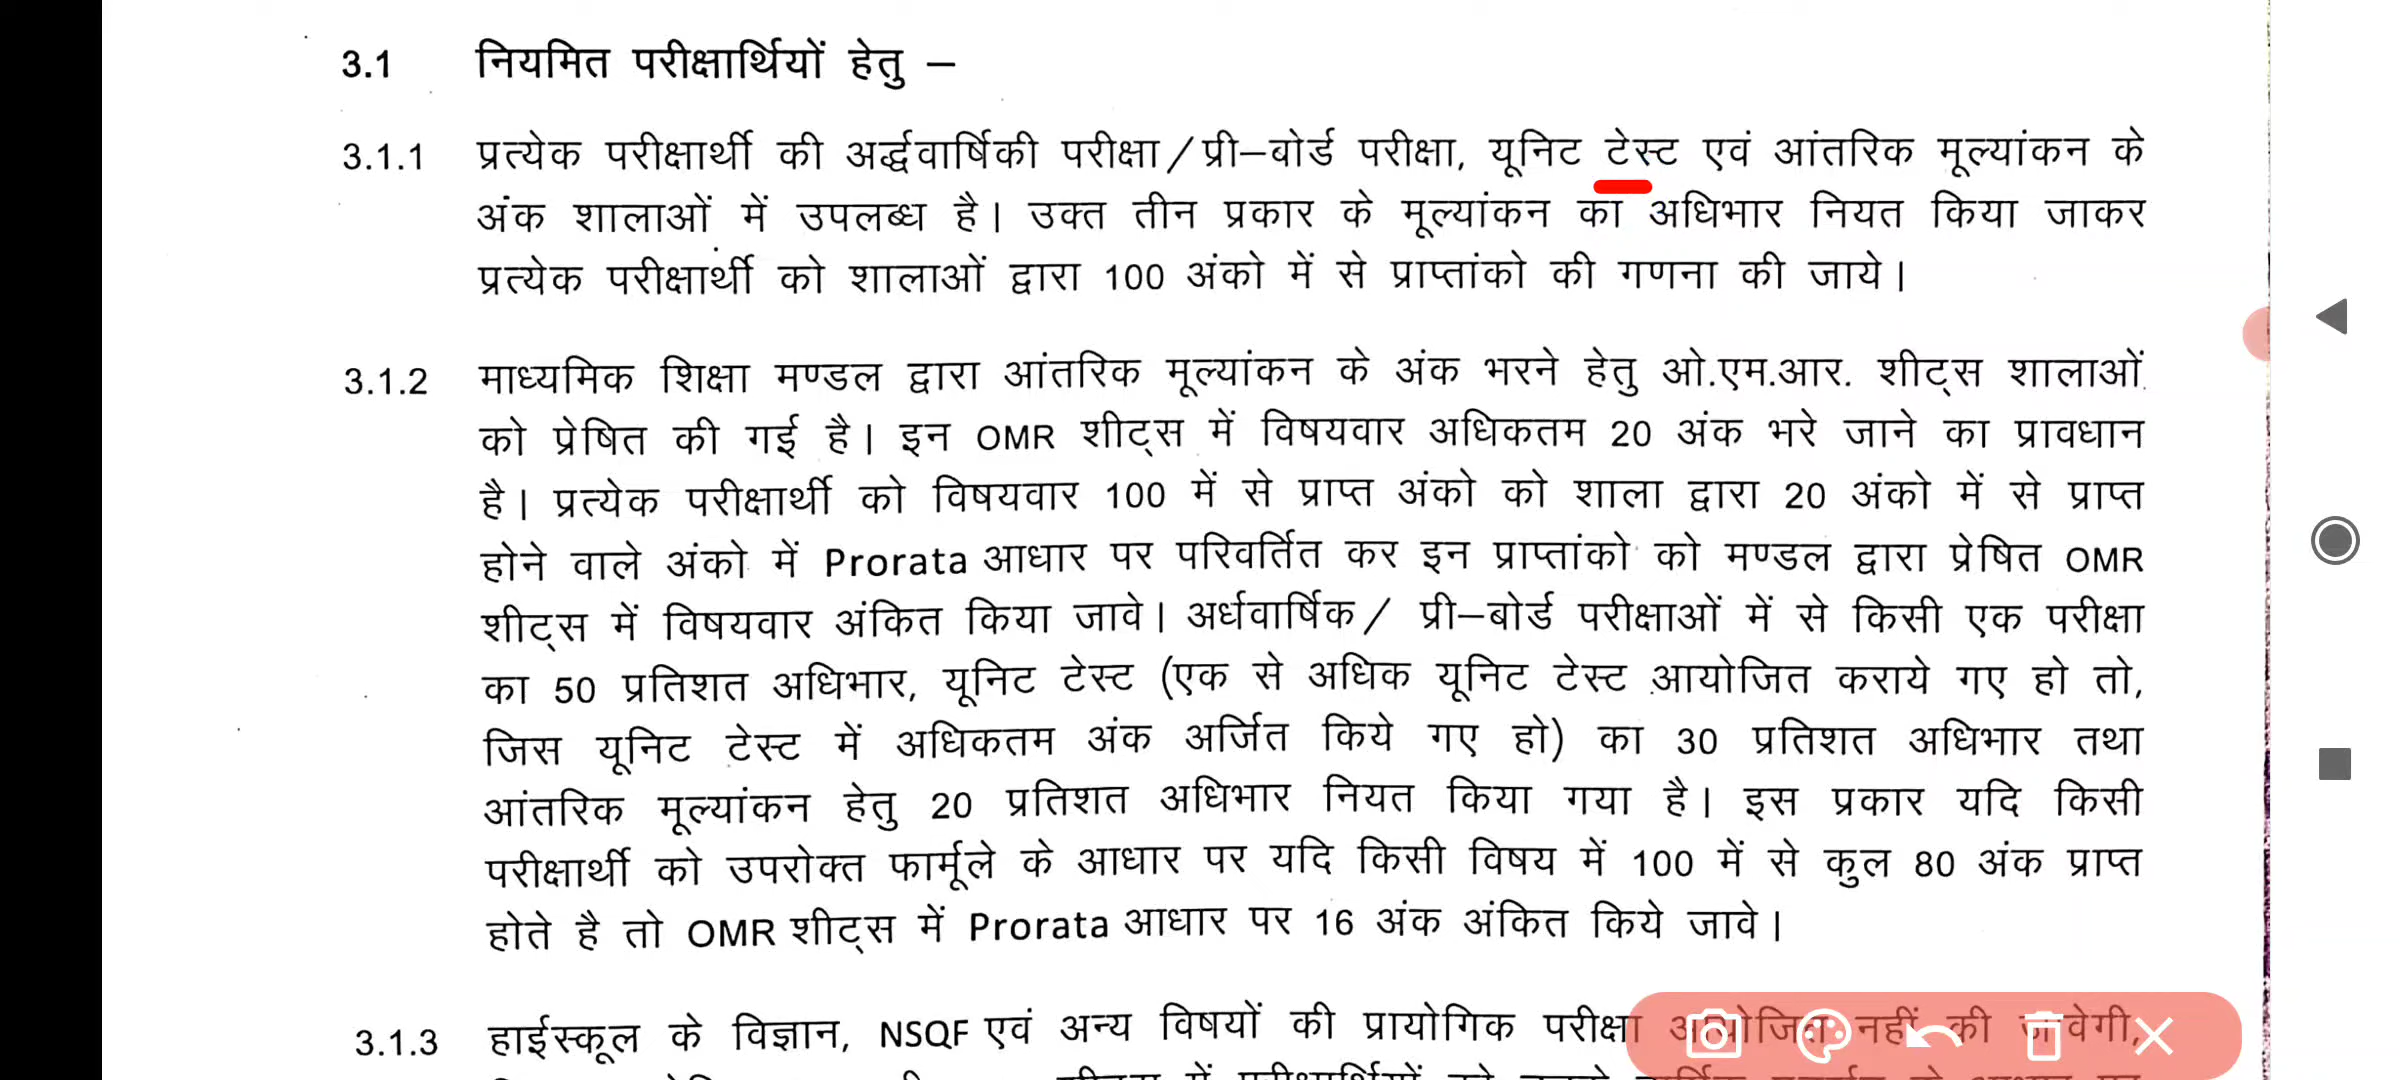 3.1 नियमित परीक्षार्थियों हेतु –
3.1.1 प्रत्येक परीक्षार्थी की अर्द्धवार्षिकी परीक्षा/प्री–बोर्ड परीक्षा, यूनिट टेस्ट एवं आंतरिक मूल्यांकन के
अंक शालाओं में उपलब्ध है। उक्त तीन प्रकार के मूल्यांकन का अधिभार नियत किया जाकर
प्रत्येक परीक्षार्थी को शालाओं द्वारा 100 अंको में से प्राप्तांको की गणना की जाये।
3.1.2 माध्यमिक शिक्षा मण्डल द्वारा आंतरिक मूल्यांकन के अंक भरने हेतु ओ.एम.आर. शीट्स शालाओं
को प्रेषित की गई है। इन OMR शीट्स में विषयवार अधिकतम 20 अंक भरे जाने का प्रावधान
है। प्रत्येक परीक्षार्थी को विषयवार 100 में से प्राप्त अंको को शाला द्वारा 20 अंको में से प्राप्त
होने वाले अंको में Prorata आधार पर परिवर्तित कर इन प्राप्तांको को मण्डल द्वारा प्रेषित OMR
शीट्स में विषयवार अंकित किया जावे। अर्धवार्षिक/ प्री–बोर्ड परीक्षाओं में से किसी एक परीक्षा
का 50 प्रतिशत अधिभार, यूनिट टेस्ट (एक से अधिक यूनिट टेस्ट आयोजित कराये गए हो तो,
जिस यूनिट टेस्ट में अधिकतम अंक अर्जित किये गए हो) का 30 प्रतिशत अधिभार तथा
आंतरिक मूल्यांकन हेतु 20 प्रतिशत अधिभार नियत किया गया है। इस प्रकार यदि किसी
परीक्षार्थी को उपरोक्त फार्मूले के आधार पर यदि किसी विषय में 100 में से कुल 80 अंक प्राप्त
होते है तो OMR शीट्स में Prorata आधार पर 16 अंक अंकित किये जावे।
3.1.3 हाईस्कूल के विज्ञान, NSQF एवं अन्य विषयों की प्रायोगिक परीक्षा आयोजित नहीं की जावेगी,